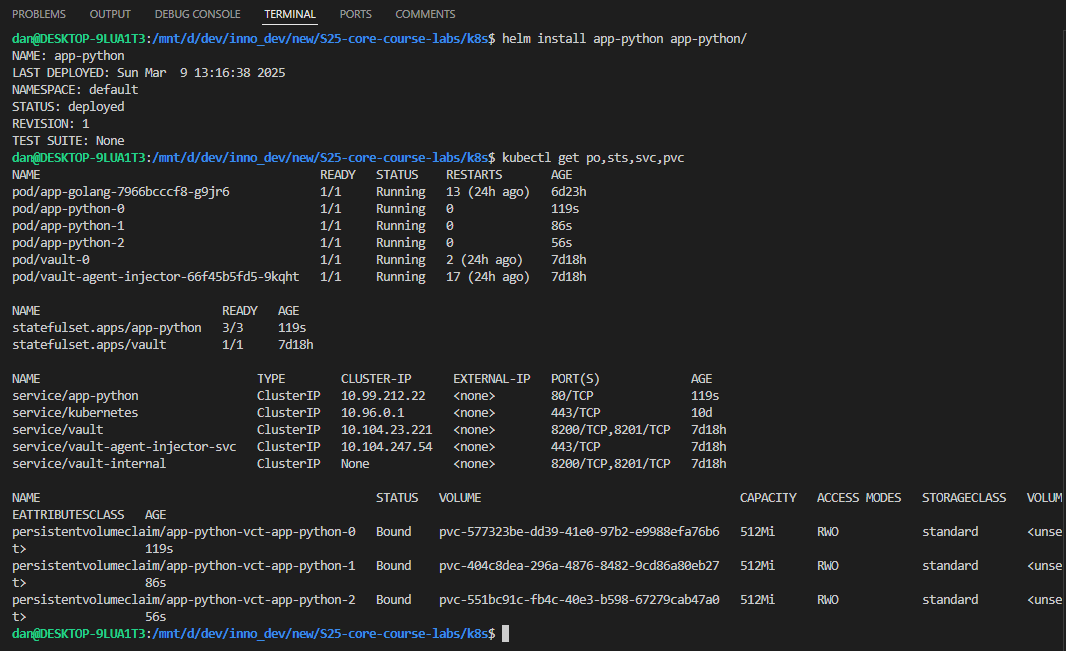 PROBLEMS OUTPUT DEBUG CONSOLE TERMINAL PORTS COMMENTS
dan@DESKTOP-9LUA1T3:/mnt/d/dev/inno_dev/new/S25-core-course-labs/k8s$ helm install app-python app-python/
NAME: app-python
LAST DEPLOYED: Sun Mar  9 13:16:38 2025
NAMESPACE: default
STATUS: deployed
REVISION: 1
TEST SUITE: None
dan@DESKTOP-9LUA1T3:/mnt/d/dev/inno_dev/new/S25-core-course-labs/k8s$ kubectl get po,sts,svc,pvc
NAME READY STATUS RESTARTS AGE
pod/app-golang-7966bcccf8-g9jr6 1/1 Running 13 (24h ago) 6d23h
pod/app-python-0 1/1 Running 0 119s
pod/app-python-1 1/1 Running 0 86s
pod/app-python-2 1/1 Running 0 56s
pod/vault-0 1/1 Running 2 (24h ago) 7d18h
pod/vault-agent-injector-66f45b5fd5-9kqht 1/1 Running 17 (24h ago) 7d18h
NAME READY AGE
statefulset.apps/app-python 3/3 119s
statefulset.apps/vault 1/1 7d18h
NAME TYPE CLUSTER-IP EXTERNAL-IP PORT(S) AGE
service/app-python ClusterIP 10.99.212.22 <none> 80/TCP 119s
service/kubernetes ClusterIP 10.96.0.1 <none> 443/TCP 10d
service/vault ClusterIP 10.104.23.221 <none> 8200/TCP,8201/TCP 7d18h
service/vault-agent-injector-svc ClusterIP 10.104.247.54 <none> 443/TCP 7d18h
service/vault-internal ClusterIP None <none> 8200/TCP,8201/TCP 7d18h
NAME STATUS VOLUME CAPACITY ACCESS MODES STORAGECLASS VOLUM
EATTRIBUTESCLASS AGE
persistentvolumeclaim/app-python-vct-app-python-0 Bound pvc-577323be-dd39-41e0-97b2-e9988efa76b6 512Mi RWO standard <unse
t> 119s
persistentvolumeclaim/app-python-vct-app-python-1 Bound pvc-404c8dea-296a-4876-8482-9cd86a80eb27 512Mi RWO standard <unse
t> 86s
persistentvolumeclaim/app-python-vct-app-python-2 Bound pvc-551bc91c-fb4c-40e3-b598-67279cab47a0 512Mi RWO standard <unse
t> 56s
dan@DESKTOP-9LUA1T3:/mnt/d/dev/inno_dev/new/S25-core-course-labs/k8s$